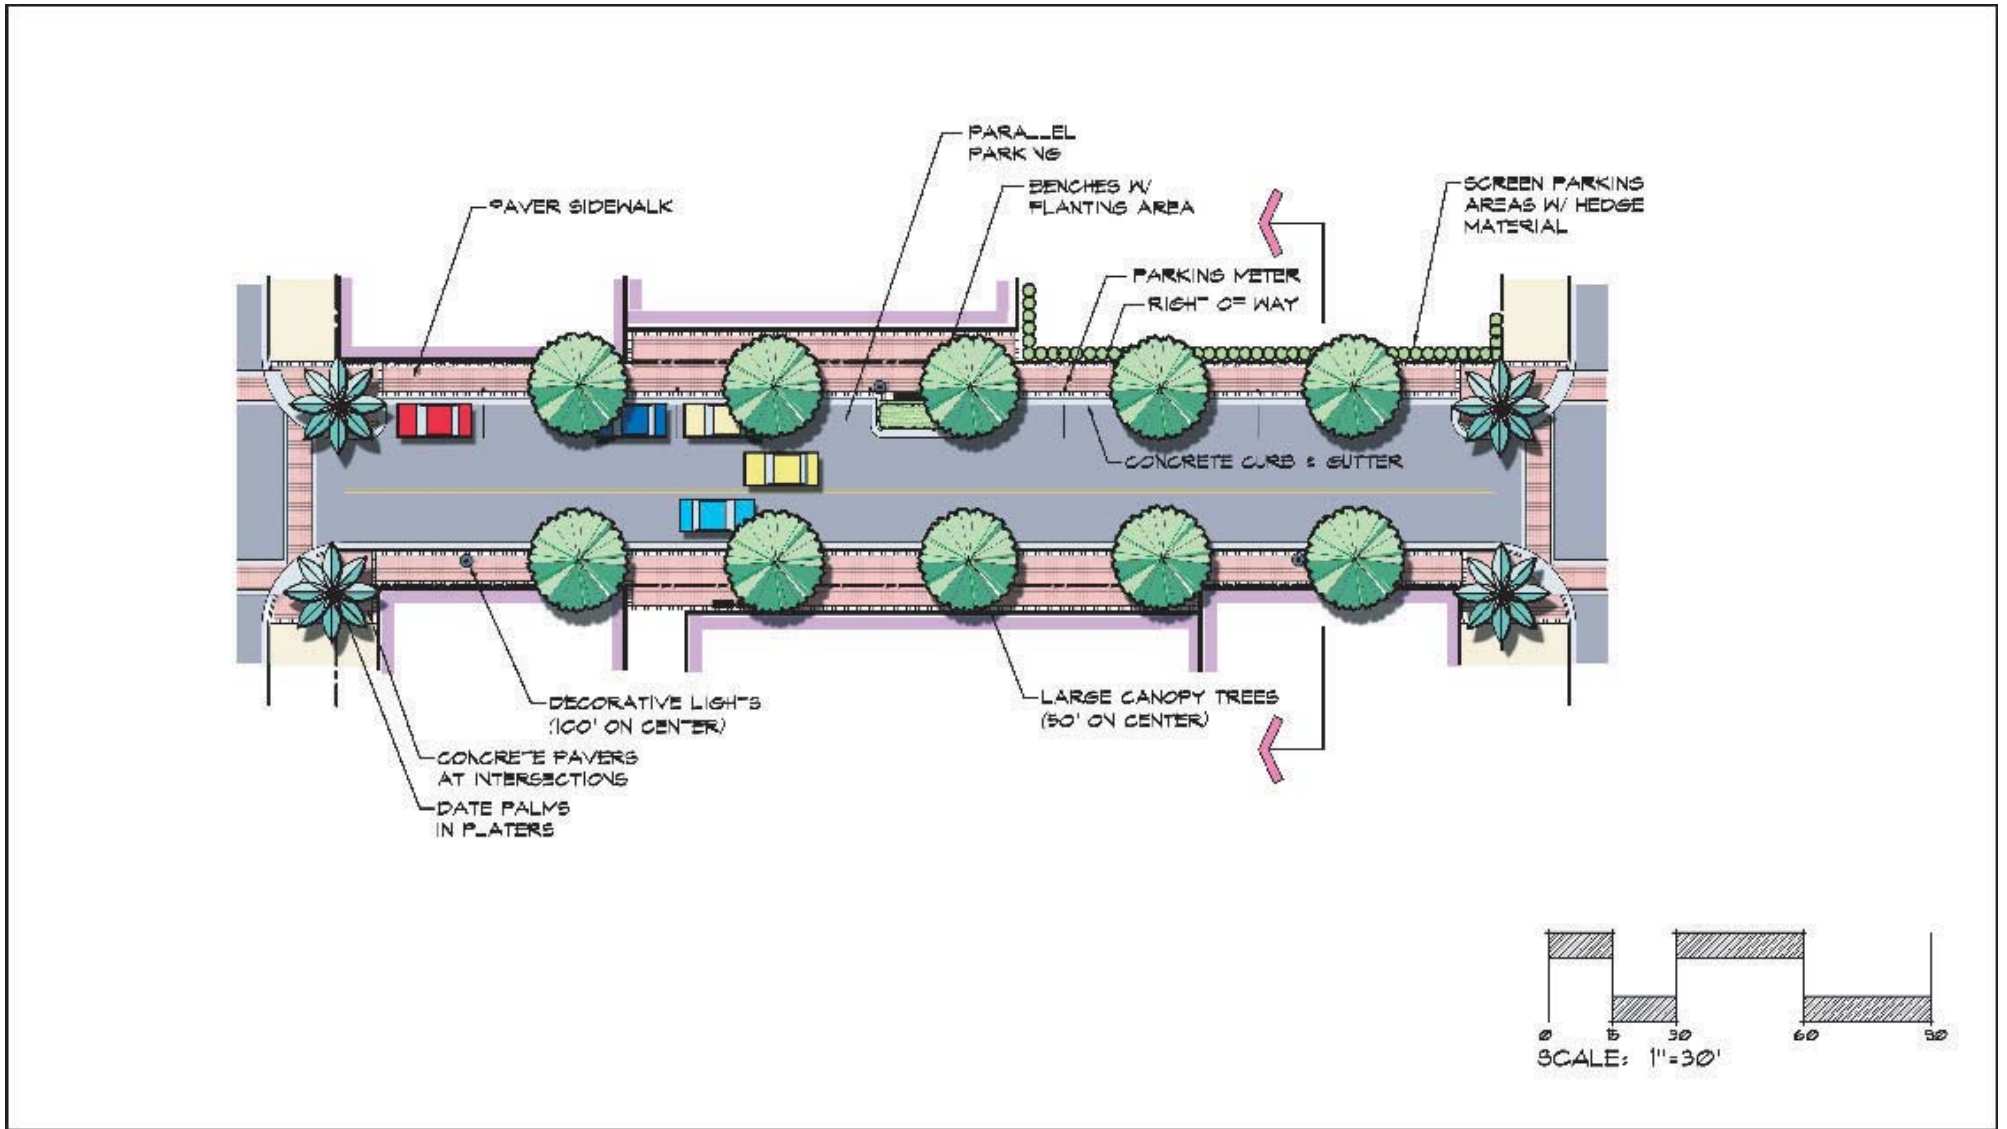 PARALLEL
PARKING
BENCHES W/
PLANTING AREA
SCREEN PARKING
AREAS W/ HEDGE
MATERIAL
PAVER SIDEWALK
PARKING METER
RIGHT OF WAY
CONCRETE CURB & GUTTER
DECORATIVE LIGHTS
(100' ON CENTER)
LARGE CANOPY TREES
(50' ON CENTER)
CONCRETE PAVERS
AT INTERSECTIONS
DATE PALMS
IN PLATERS
0 15 30 60 90
SCALE: 1"=30'